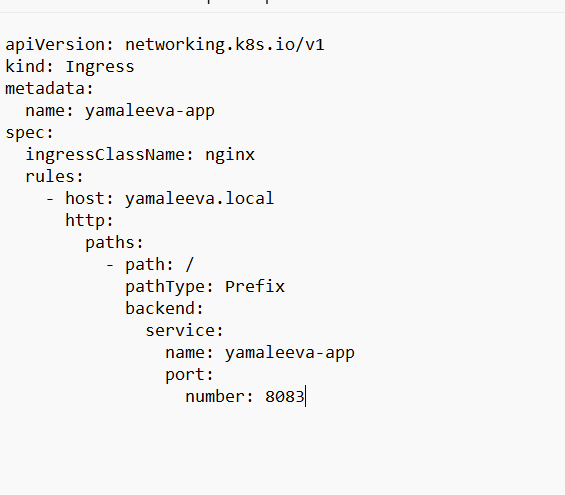 apiVersion: networking.k8s.io/v1
kind: Ingress
metadata:
  name: yamaleeva-app
spec:
  ingressClassName: nginx
  rules:
    - host: yamaleeva.local
      http:
        paths:
          - path: /
            pathType: Prefix
            backend:
              service:
                name: yamaleeva-app
                port:
                  number: 8083